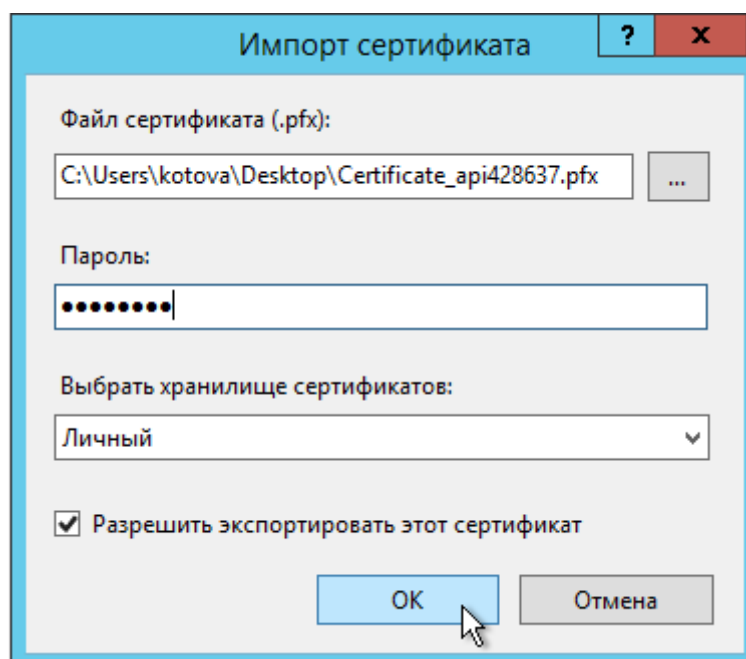 Импорт сертификата
?
x
Файл сертификата (.pfx):
C:\Users\kotova\Desktop\Certificate_api428637.pfx
...
Пароль:
••••••••
Выбрать хранилище сертификатов:
Личный
Разрешить экспортировать этот сертификат
OK
Отмена